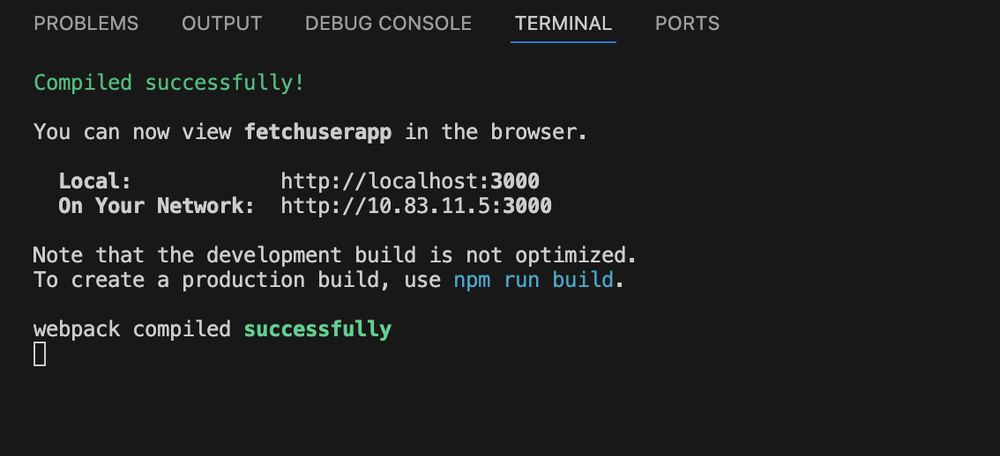 PROBLEMS OUTPUT DEBUG CONSOLE TERMINAL PORTS
Compiled successfully!
You can now view fetchuserapp in the browser.
Local: http://localhost:3000
On Your Network: http://10.83.11.5:3000
Note that the development build is not optimized.
To create a production build, use npm run build.
webpack compiled successfully